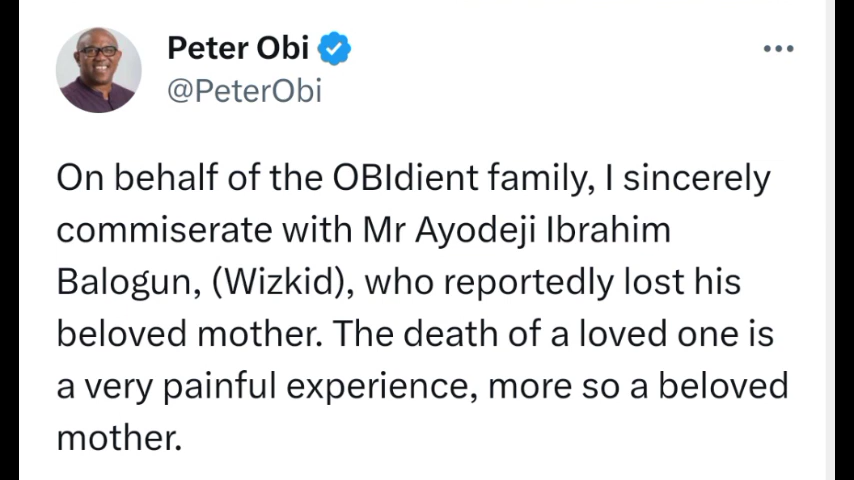 Peter Obi
@PeterObi
On behalf of the OBIdient family, I sincerely
commiserate with Mr Ayodeji Ibrahim
Balogun, (Wizkid), who reportedly lost his
beloved mother. The death of a loved one is
a very painful experience, more so a beloved
mother.